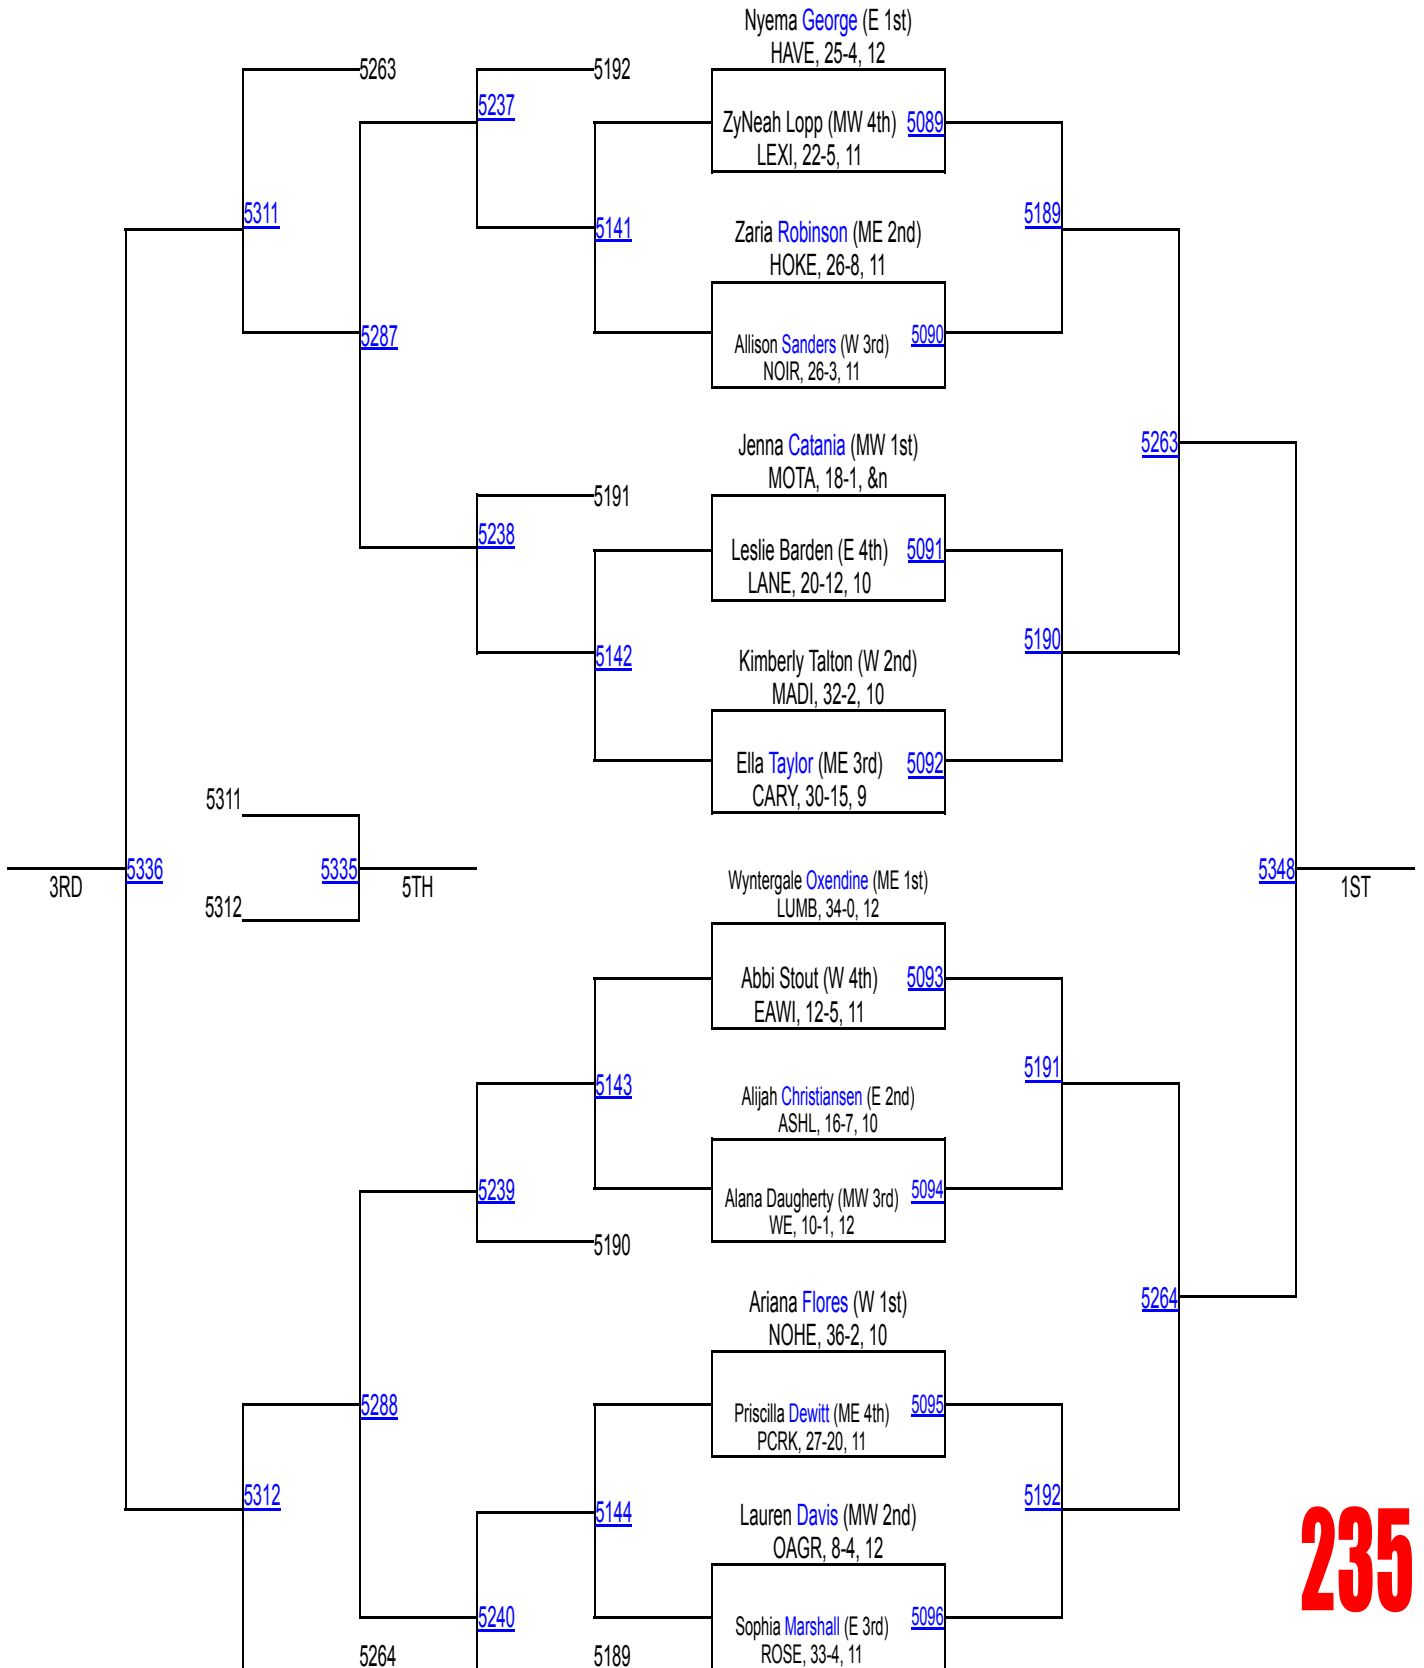 Nyema George (E 1st)
HAVE, 25-4, 12
5263
5192
5237
ZyNeah Lopp (MW 4th)
5089
LEXI, 22-5, 11
5311
5141
Zaria Robinson (ME 2nd)
5189
HOKE, 26-8, 11
5287
Allison Sanders (W 3rd)
5090
NOIR, 26-3, 11
Jenna Catania (MW 1st)
5263
MOTA, 18-1, &n
5191
5238
Leslie Barden (E 4th)
5091
LANE, 20-12, 10
5142
Kimberly Talton (W 2nd)
5190
MADI, 32-2, 10
Ella Taylor (ME 3rd)
5092
CARY, 30-15, 9
5311
5336
5335
5348
3RD
5TH
1ST
5312
Wyntergale Oxendine (ME 1st)
LUMB, 34-0, 12
Abbi Stout (W 4th)
5093
EAWI, 12-5, 11
5143
Alijah Christiansen (E 2nd)
5191
ASHL, 16-7, 10
5239
Alana Daugherty (MW 3rd)
5094
WE, 10-1, 12
5190
Ariana Flores (W 1st)
5264
NOHE, 36-2, 10
5288
Priscilla Dewitt (ME 4th)
5095
PCRK, 27-20, 11
5312
5144
Lauren Davis (MW 2nd)
5192
OAGR, 8-4, 12
235
5240
Sophia Marshall (E 3rd)
5096
5264
5189
ROSE, 33-4, 11